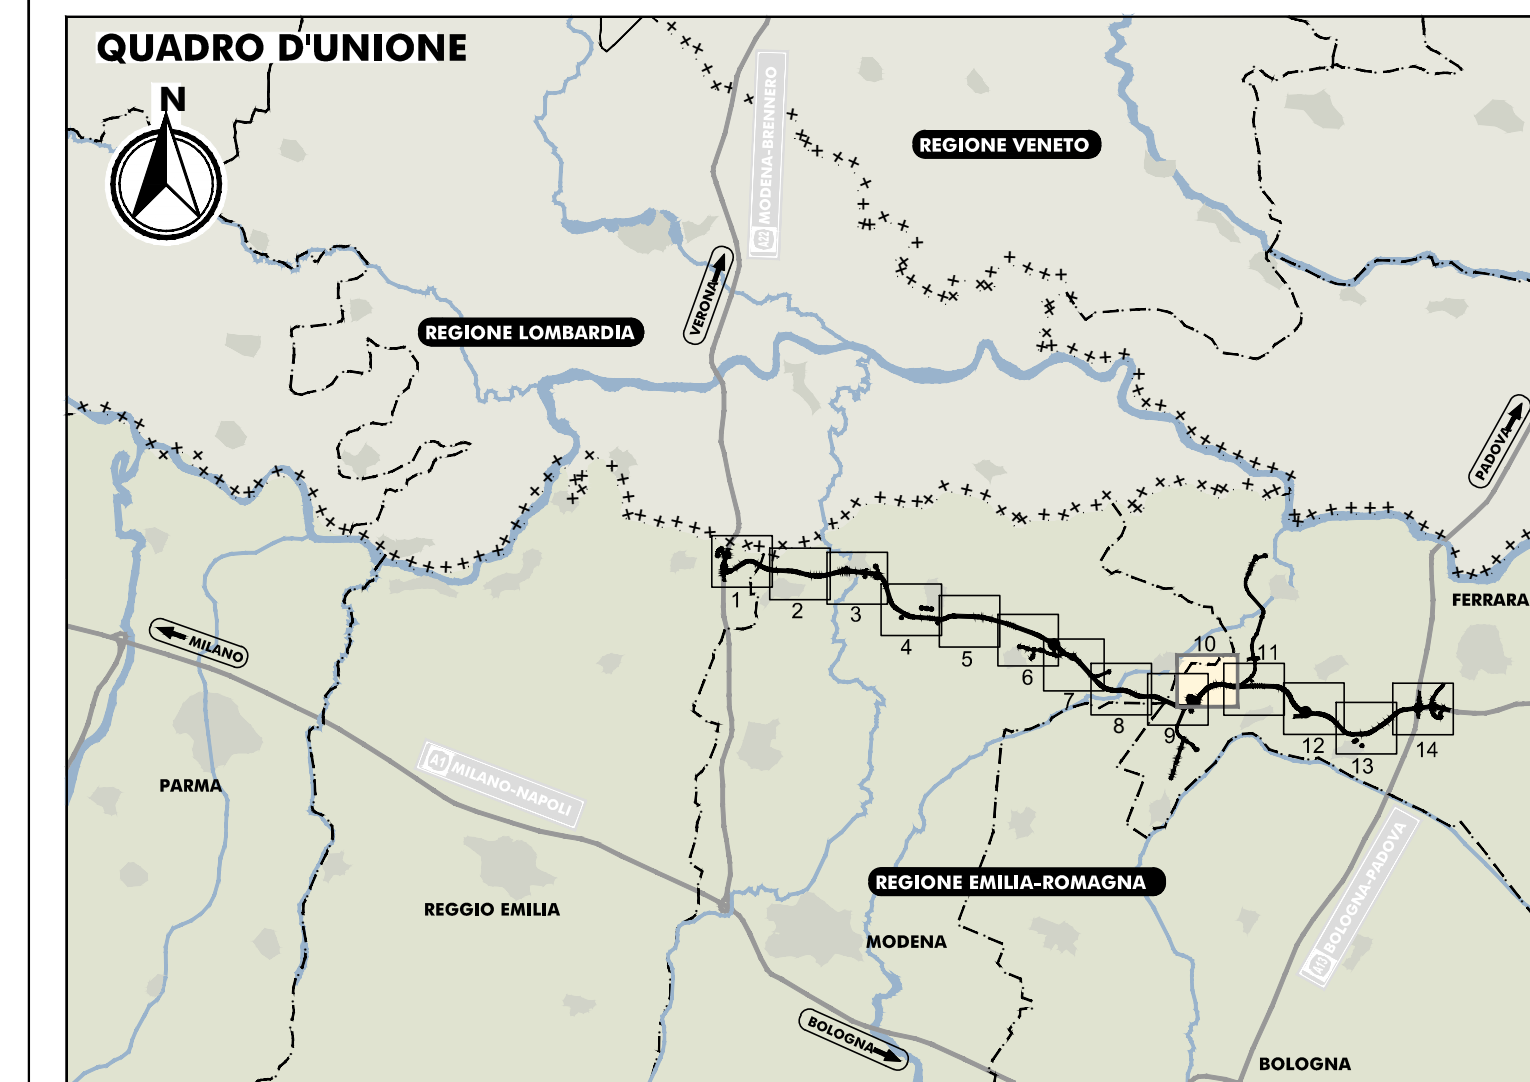 QUADRO D'UNIONE
N
A22 MODENA-BRENNERO
REGIONE VENETO
VERONA
REGIONE LOMBARDIA
PADOVA
FERRARA
MILANO
1
2
3
4
5
6
7
8
9
10
11
12
13
14
PARMA
A1 MILANO-NAPOLI
REGIONE EMILIA-ROMAGNA
A13 BOLOGNA-PADOVA
REGGIO EMILIA
MODENA
BOLOGNA
BOLOGNA